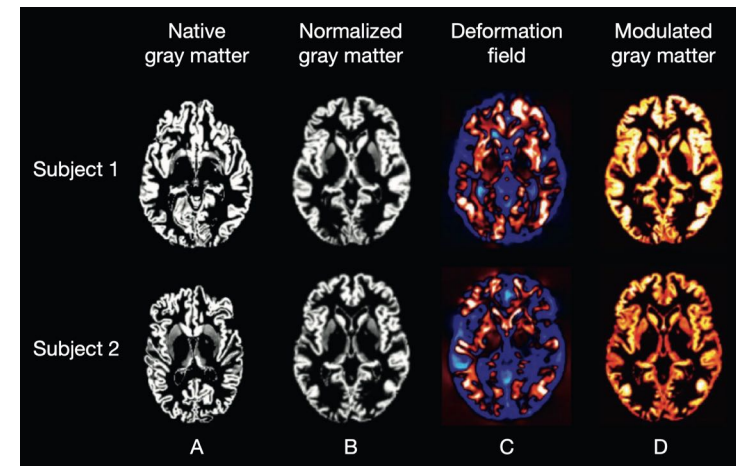 Native
gray matter
Normalized
gray matter
Deformation
field
Modulated
gray matter
Subject 1
Subject 2
A
B
C
D